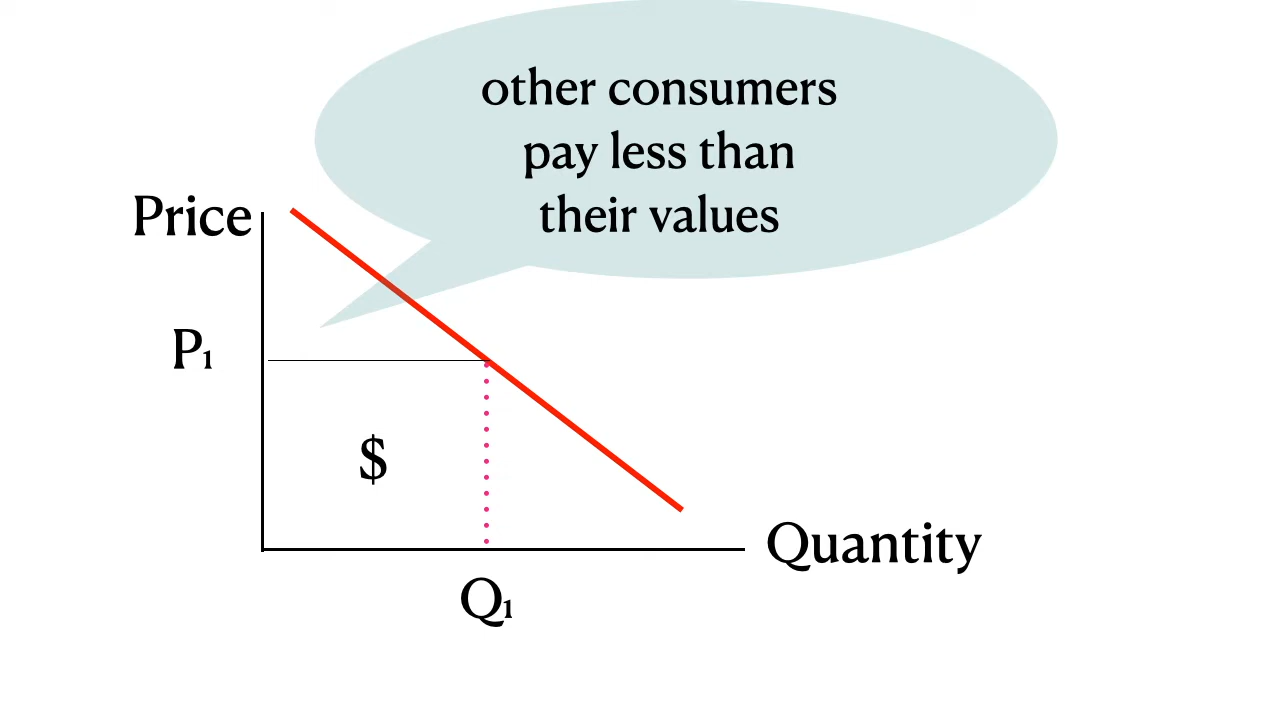 other consumers
pay less than
their values
Price
P₁
$
Quantity
Q₁